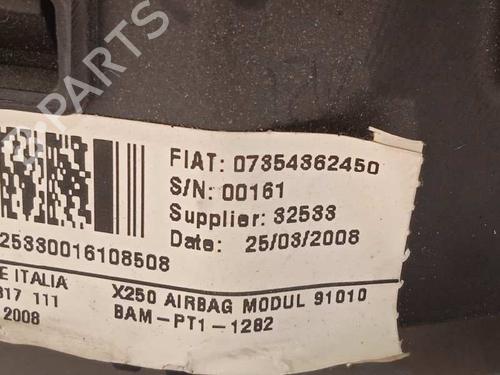 FIAT: 07354362450
S/N: 00161
Supplier: 32533
Date: 25/03/2008
25330016108508
E ITALIA
317 111
2008
X250 AIRBAG MODUL 91010
BAM-PT1-1282
B-PARTS